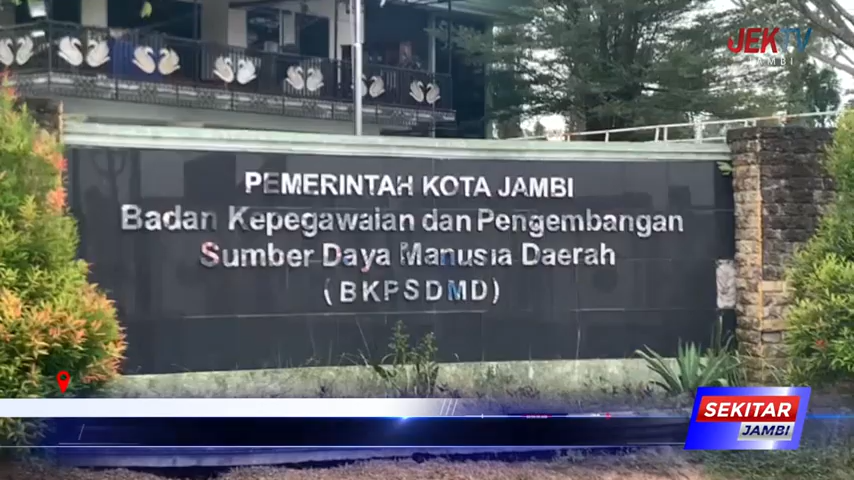 JEKTV
JAMBI
PEMERINTAH KOTA JAMBI
Badan Kepegawaian dan Pengembangan
Sumber Daya Manusia Daerah
(BKPSDMD)
SEKITAR
JAMBI